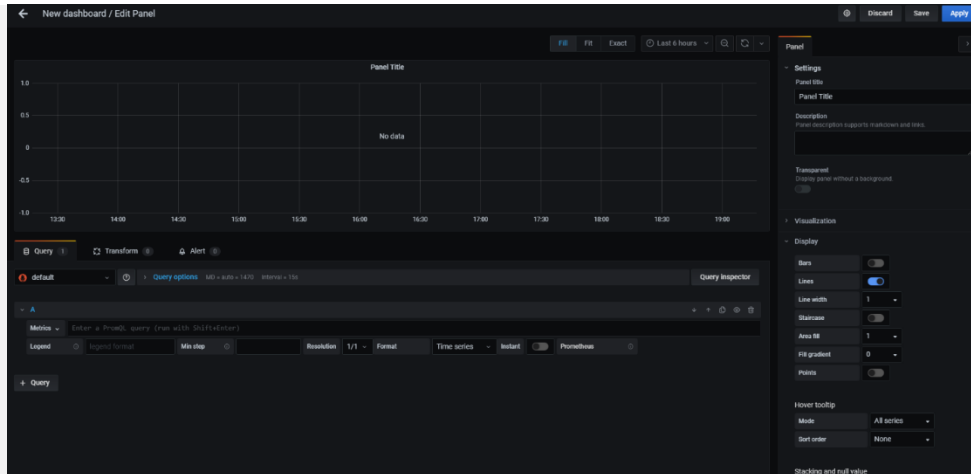 New dashboard / Edit Panel
Discard Save Apply
Fill Fit Exact Last 6 hours
Panel Title
1.0
0.5
0
-0.5
-1.0
No data
13:30 14:00 14:30 15:00 15:30 16:00 16:30 17:00 17:30 18:00 18:30 19:00
Query 1 Transform 0 Alert 0
default Query options MD = auto = 1470 Interval = 15s Query Inspector
A
Metrics Enter a PromQL query (run with Shift+Enter)
Legend legend format Min step Resolution 1/1 Format Time series Instant Prometheus
+ Query
Panel
Settings
Panel title
Panel Title
Description
Panel description supports markdown and links.
Transparent
Display panel without a background.
Visualization
Display
Bars
Lines
Line width 1
Staircase
Area fill 1
Fill gradient 0
Points
Hover tooltip
Mode All series
Sort order None
Stacking and null value